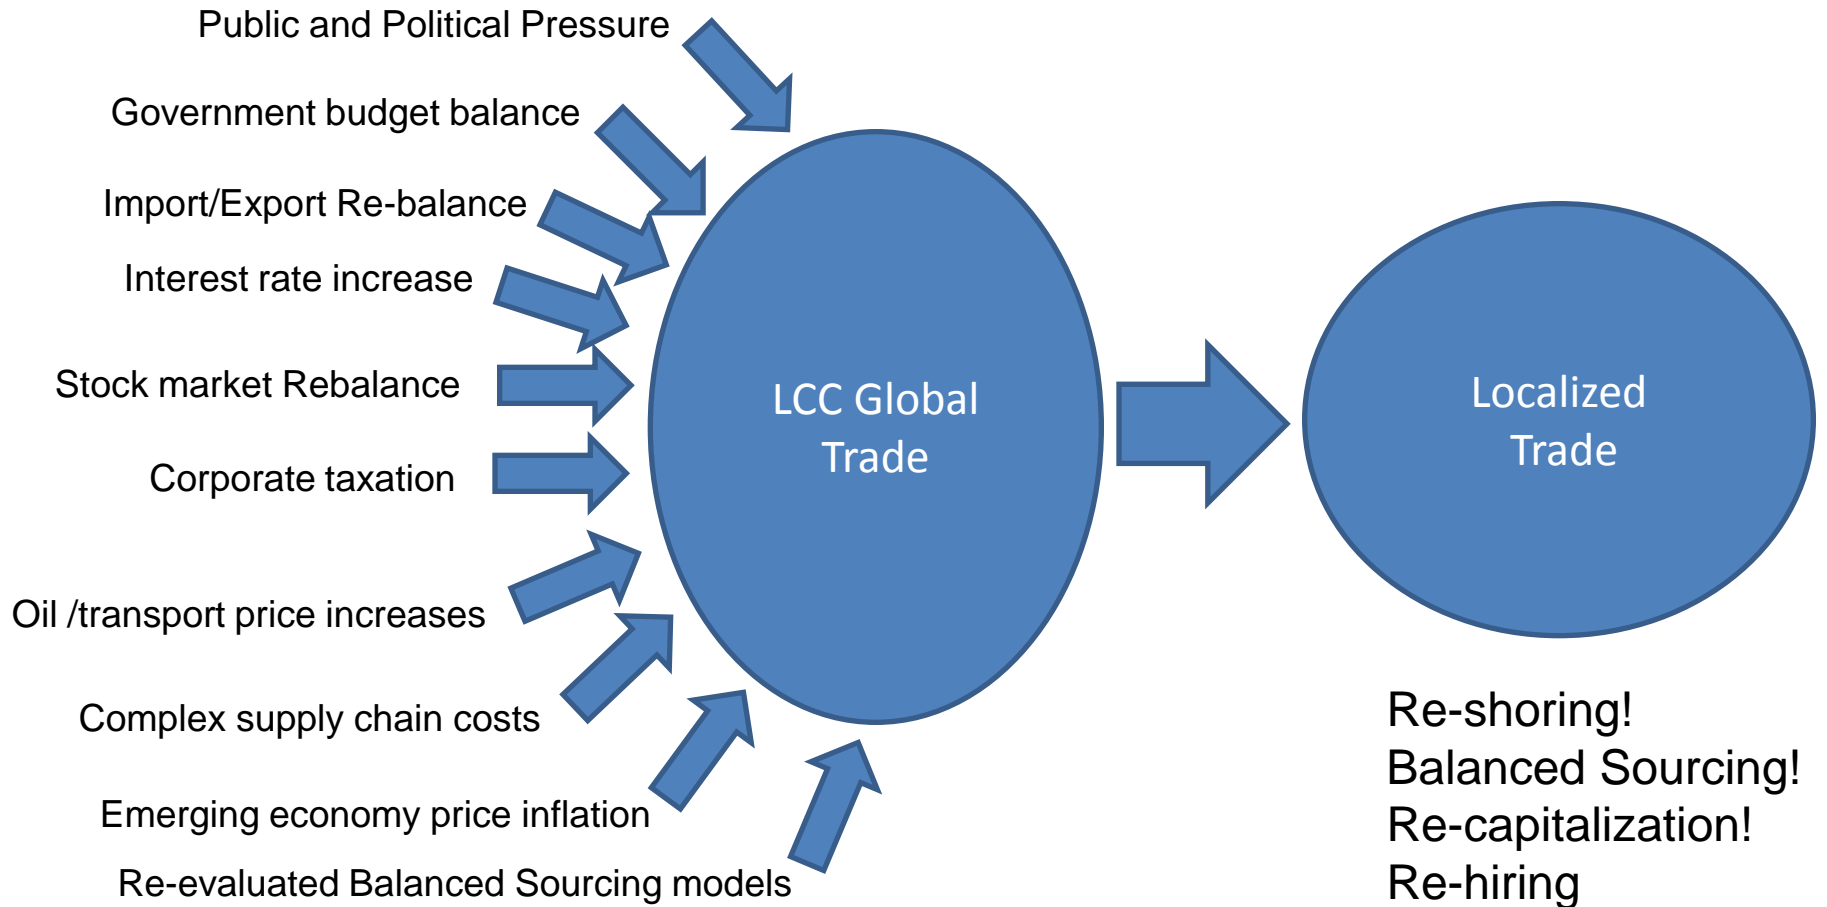 Public and Political Pressure
Government budget balance
Import/Export Re-balance
Interest rate increase
Stock market Rebalance
Corporate taxation
Oil /transport price increases
Complex supply chain costs
Emerging economy price inflation
Re-evaluated Balanced Sourcing models
LCC Global
Trade
Localized
Trade
Re-shoring!
Balanced Sourcing!
Re-capitalization!
Re-hiring